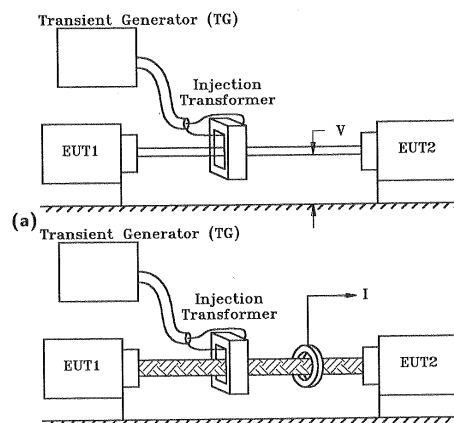 Transient Generator (TG)
Injection
Transformer
V
EUT1
EUT2
(a)
Transient Generator (TG)
Injection
Transformer
I
EUT1
EUT2